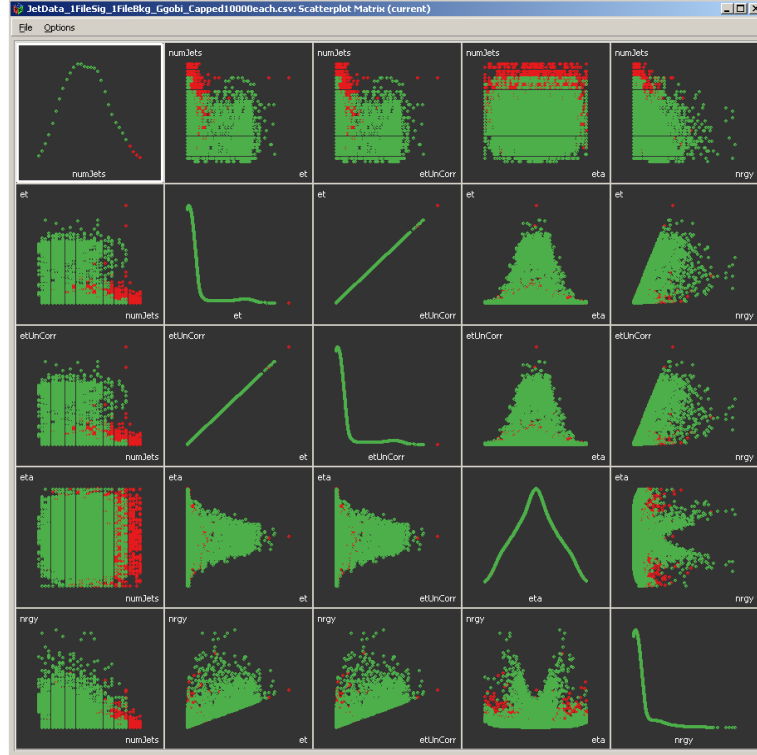 JetData_1FileSig_1FileBkg_Ggobi_Capped10000each.csv: Scatterplot Matrix (current)
File Options
numJets
numJets
et
numJets
etUnCorr
numJets
eta
numJets
nrgy
et
numJets
et
et
etUnCorr
et
eta
et
nrgy
etUnCorr
numJets
etUnCorr
et
etUnCorr
etUnCorr
eta
etUnCorr
nrgy
eta
numJets
eta
et
eta
etUnCorr
eta
eta
nrgy
nrgy
numJets
nrgy
et
nrgy
etUnCorr
nrgy
eta
nrgy